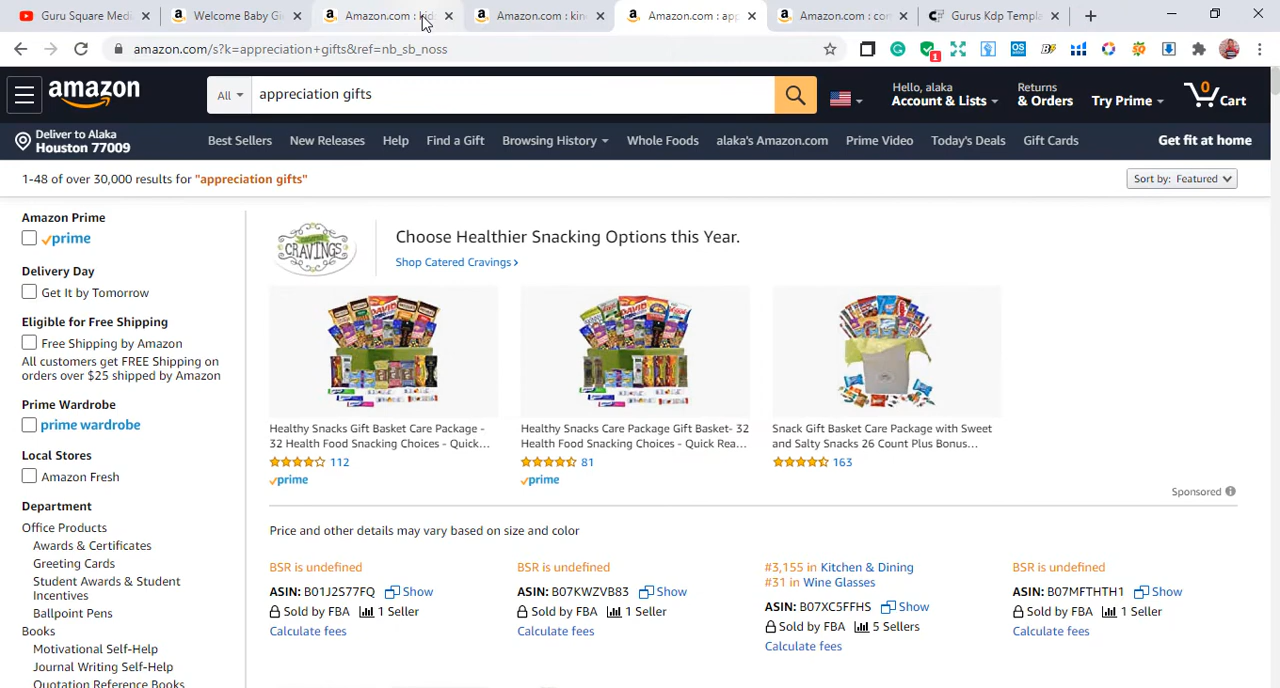 Guru Square Medi
Welcome Baby Gi
Amazon.com : kid
Amazon.com : kin
Amazon.com : app
Amazon.com : con
Gurus Kdp Templa
amazon.com/s?k=appreciation+gifts&ref=nb_sb_noss
amazon
All
appreciation gifts
Hello, alaka
Account & Lists
Returns
& Orders
Try Prime
0
Cart
Deliver to Alaka
Houston 77009
Best Sellers
New Releases
Help
Find a Gift
Browsing History
Whole Foods
alaka's Amazon.com
Prime Video
Today's Deals
Gift Cards
Get fit at home
1-48 of over 30,000 results for "appreciation gifts"
Sort by: Featured
Amazon Prime
prime
Delivery Day
Get It by Tomorrow
Eligible for Free Shipping
Free Shipping by Amazon
All customers get FREE Shipping on
orders over $25 shipped by Amazon
Prime Wardrobe
prime wardrobe
Local Stores
Amazon Fresh
Department
Office Products
Awards & Certificates
Greeting Cards
Student Awards & Student
Incentives
Ballpoint Pens
Books
Motivational Self-Help
Journal Writing Self-Help
Quotation Reference Books
CRAVINGS
Choose Healthier Snacking Options this Year.
Shop Catered Cravings
Healthy Snacks Gift Basket Care Package -
32 Health Food Snacking Choices - Quick...
112
prime
Healthy Snacks Care Package Gift Basket- 32
Health Food Snacking Choices - Quick Rea...
81
prime
Snack Gift Basket Care Package with Sweet
and Salty Snacks 26 Count Plus Bonus...
163
Sponsored
Price and other details may vary based on size and color
BSR is undefined
ASIN: B01J2S77FQ Show
Sold by FBA 1 Seller
Calculate fees
BSR is undefined
ASIN: B07KWZVB83 Show
Sold by FBA 1 Seller
Calculate fees
#3,155 in Kitchen & Dining
#31 in Wine Glasses
ASIN: B07XC5FFHS Show
Sold by FBA 5 Sellers
Calculate fees
BSR is undefined
ASIN: B07MFTHTH1 Show
Sold by FBA 1 Seller
Calculate fees